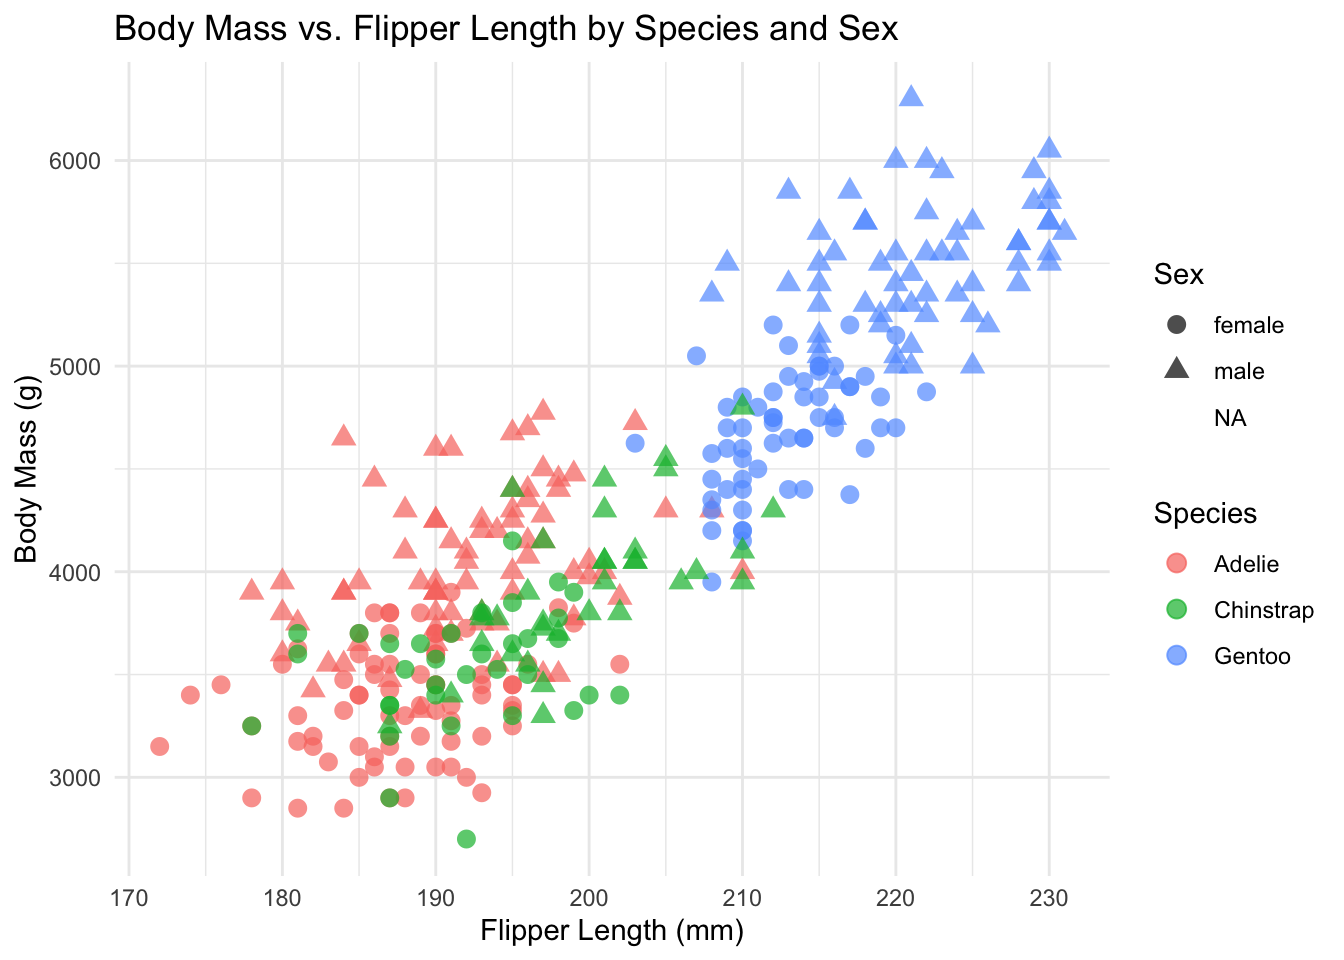 Body Mass vs. Flipper Length by Species and Sex
6000
5000
4000
3000
Body Mass (g)
170 180 190 200 210 220 230
Flipper Length (mm)
Sex
female
male
NA
Species
Adelie
Chinstrap
Gentoo